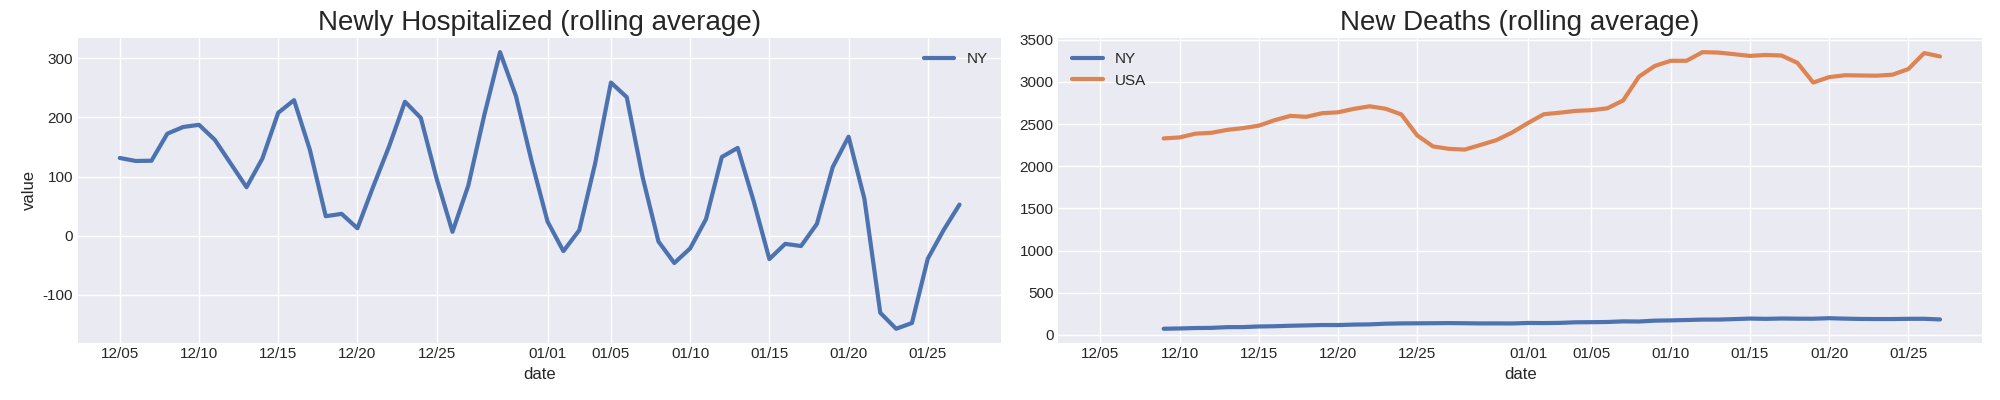 Newly Hospitalized (rolling average)
300
200
100
0
-100
value
NY
12/05 12/10 12/15 12/20 12/25 01/01 01/05 01/10 01/15 01/20 01/25
date
New Deaths (rolling average)
3500
3000
2500
2000
1500
1000
500
0
NY
USA
12/05 12/10 12/15 12/20 12/25 01/01 01/05 01/10 01/15 01/20 01/25
date